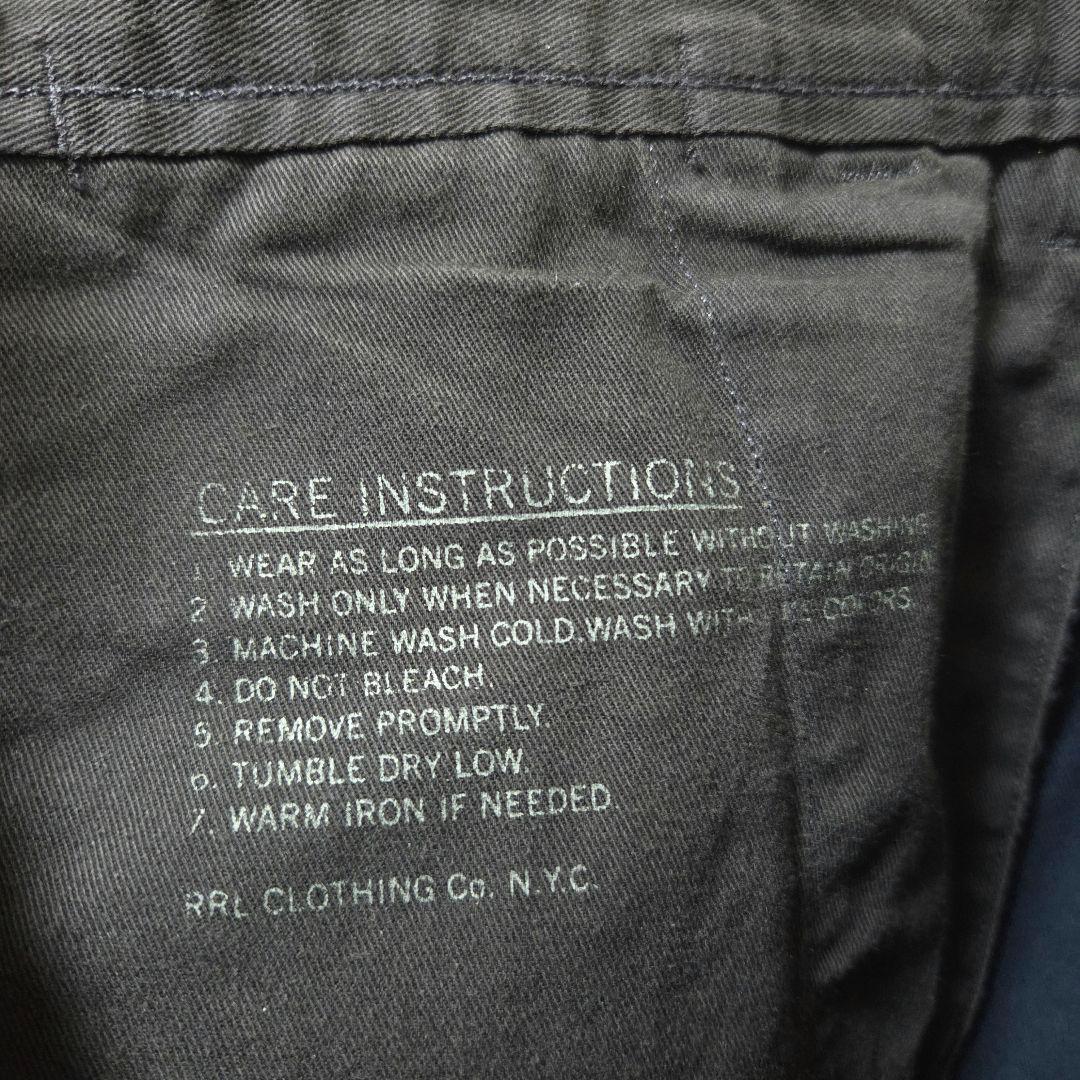 CARE INSTRUCTIONS
1. WEAR AS LONG AS POSSIBLE WITHOUT WASHING
2. WASH ONLY WHEN NECESSARY TO RETAIN
3. MACHINE WASH COLD. WASH WITH LIKE COLORS.
4. DO NOT BLEACH.
5. REMOVE PROMPTLY.
6. TUMBLE DRY LOW.
7. WARM IRON IF NEEDED.
RRL CLOTHING Co. N.Y.C.